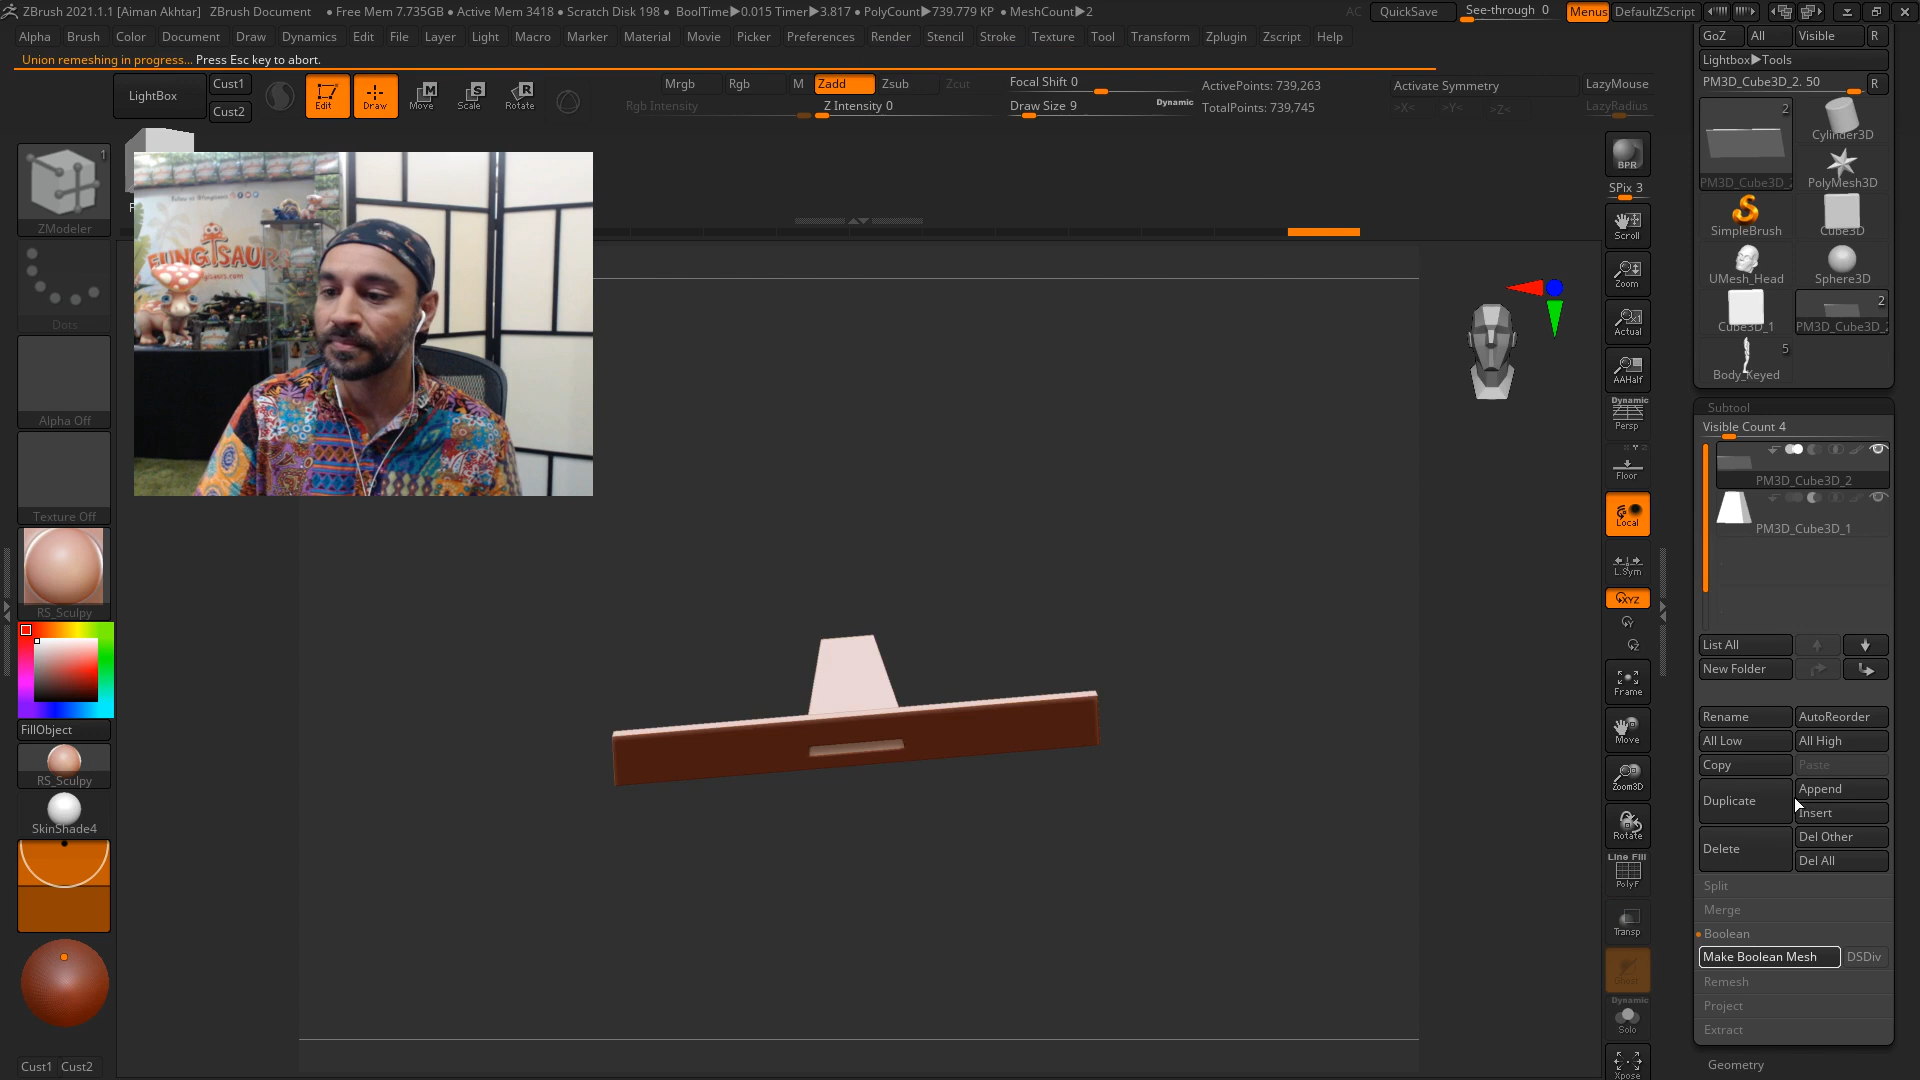 ZBrush 2021.1.1 [Aiman Akhtar] ZBrush Document • Free Mem 7.735GB • Active Mem 3418 • Scratch Disk 198 • BoolTime▶0.015 Timer▶3.817 • PolyCount▶739.779 KP • MeshCount▶2 AC QuickSave See-through 0 Menus DefaultZScript
Alpha Brush Color Document Draw Dynamics Edit File Layer Light Macro Marker Material Movie Picker Preferences Render Stencil Stroke Texture Tool Transform Zplugin Zscript Help
Union remeshing in progress... Press Esc key to abort.
LightBox
Cust1
Cust2
Edit
Draw
Move
Scale
Rotate
Mrgb Rgb M Zadd Zsub Zcut
Rgb Intensity Z Intensity 0
Focal Shift 0
Draw Size 9 Dynamic
ActivePoints: 739,263
TotalPoints: 739,745
Activate Symmetry
>X< >Y< >Z<
LazyMouse
LazyRadius
1
ZModeler
Dots
Alpha Off
Texture Off
RS_Sculpy
FillObject
RS_Sculpy
SkinShade4
Cust1 Cust2
FUNGISAURS
BPR
SPix 3
Scroll
Zoom
Actual
AAHalf
Dynamic
Persp
Floor
Local
L.Sym
XYZ
Frame
Move
Zoom3D
Rotate
Line Fill
PolyF
Transp
Ghost
Dynamic
Solo
Xpose
GoZ All Visible R
Lightbox▶Tools
PM3D_Cube3D_2. 50 R
2
PM3D_Cube3D_2
Cylinder3D
PolyMesh3D
SimpleBrush
Cube3D
UMesh_Head
Sphere3D
Cube3D_1
2
PM3D_Cube3D_2
5
Body_Keyed
Subtool
Visible Count 4
PM3D_Cube3D_2
PM3D_Cube3D_1
List All
New Folder
Rename AutoReorder
All Low All High
Copy Paste
Duplicate Append
Insert
Delete Del Other
Del All
Split
Merge
Boolean
Make Boolean Mesh DSDiv
Remesh
Project
Extract
Geometry